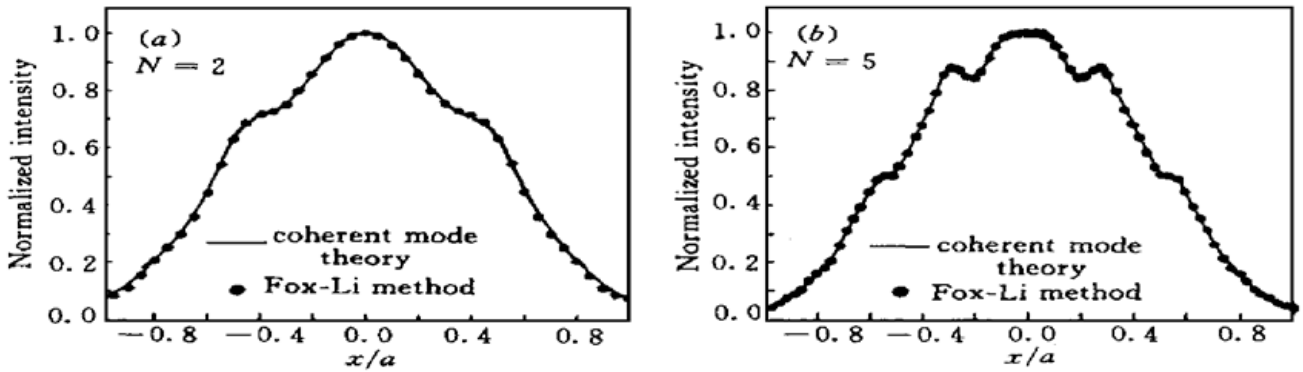 (a)
N = 2
Normalized intensity
1.0
0.8
0.6
0.4
0.2
0.0
coherent mode
theory
Fox-Li method
−0.8 −0.4 0.0 0.4 0.8
x/a
(b)
N = 5
Normalized intensity
1.0
0.8
0.6
0.4
0.2
0.0
coherent mode
theory
Fox-Li method
−0.8 −0.4 0.0 0.4 0.8
x/a